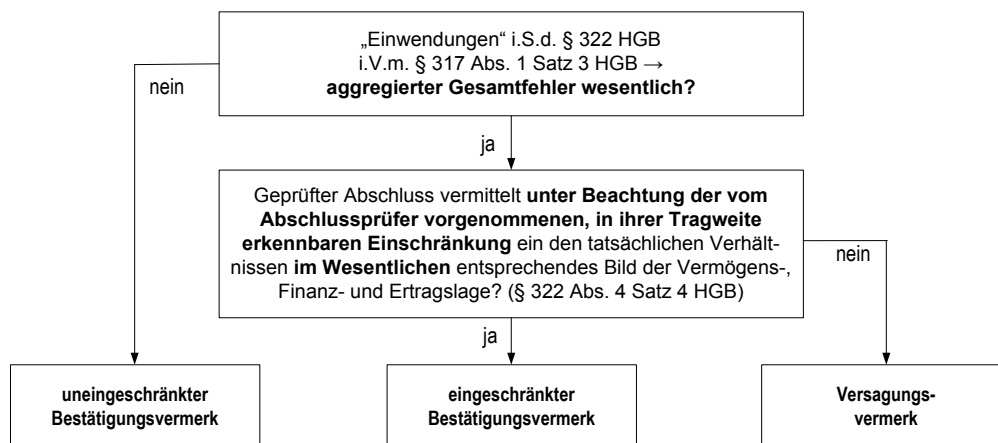 „Einwendungen“ i.S.d. § 322 HGB
i.V.m. § 317 Abs. 1 Satz 3 HGB →
aggregierter Gesamtfehler wesentlich?
nein
ja
Geprüfter Abschluss vermittelt unter Beachtung der vom
Abschlussprüfer vorgenommenen, in ihrer Tragweite
erkennbaren Einschränkung ein den tatsächlichen Verhält-
nissen im Wesentlichen entsprechendes Bild der Vermögens-,
Finanz- und Ertragslage? (§ 322 Abs. 4 Satz 4 HGB)
nein
ja
uneingeschränkter
Bestätigungsvermerk
eingeschränkter
Bestätigungsvermerk
Versagungs-
vermerk